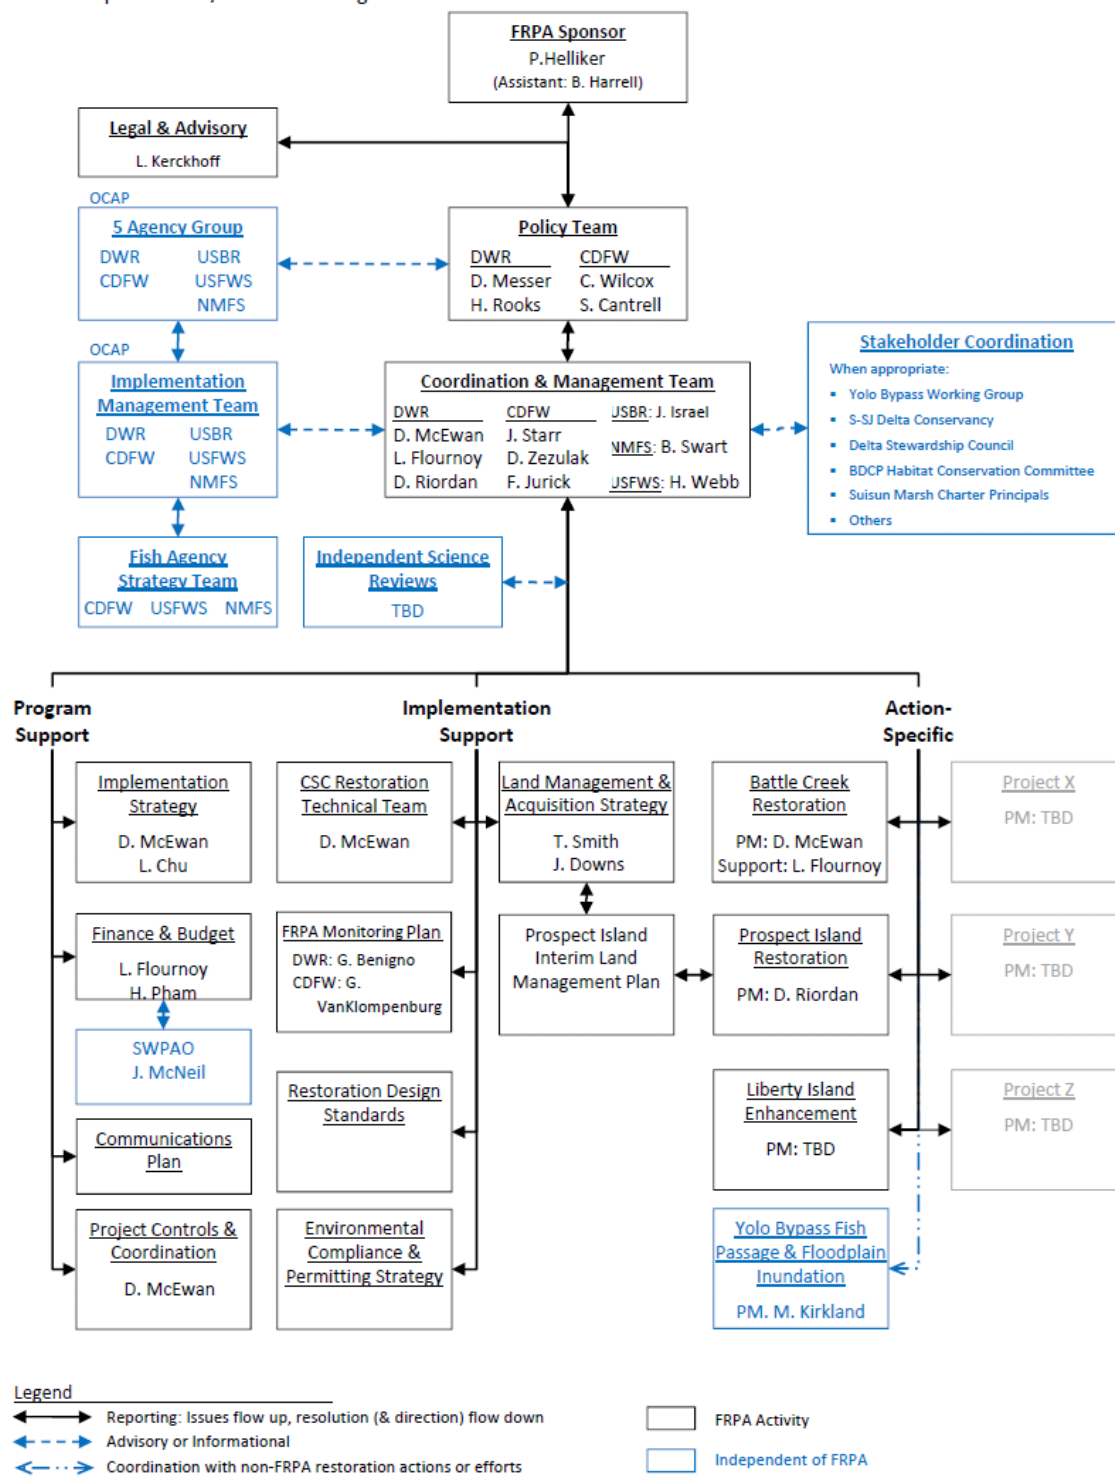 FRPA Sponsor
P.Helliker
(Assistant: B. Harrell)
Legal & Advisory
L. Kerckhoff
OCAP
5 Agency Group
DWR USBR
CDFW USFWS
NMFS
Policy Team
DWR CDFW
D. Messer C. Wilcox
H. Rooks S. Cantrell
OCAP
Implementation
Management Team
DWR USBR
CDFW USFWS
NMFS
Coordination & Management Team
DWR CDFW USBR: J. Israel
D. McEwan J. Starr
NMFS: B. Swart
L. Flournoy D. Zezulak
D. Riordan F. Jurick USFWS: H. Webb
Stakeholder Coordination
When appropriate:
▪ Yolo Bypass Working Group
▪ S-SJ Delta Conservancy
▪ Delta Stewardship Council
▪ BDCP Habitat Conservation Committee
▪ Suisun Marsh Charter Principals
▪ Others
Fish Agency
Strategy Team
CDFW USFWS NMFS
Independent Science
Reviews
TBD
Program
Support
Implementation
Strategy
D. McEwan
L. Chu
Finance & Budget
L. Flournoy
H. Pham
SWPAO
J. McNeil
Communications
Plan
Project Controls &
Coordination
D. McEwan
Implementation
Support
CSC Restoration
Technical Team
D. McEwan
FRPA Monitoring Plan
DWR: G. Benigno
CDFW: G.
VanKlompenburg
Restoration Design
Standards
Environmental
Compliance &
Permitting Strategy
Land Management &
Acquisition Strategy
T. Smith
J. Downs
Prospect Island
Interim Land
Management Plan
Action-
Specific
Battle Creek
Restoration
PM: D. McEwan
Support: L. Flournoy
Prospect Island
Restoration
PM: D. Riordan
Liberty Island
Enhancement
PM: TBD
Yolo Bypass Fish
Passage & Floodplain
Inundation
PM. M. Kirkland
Project X
PM: TBD
Project Y
PM: TBD
Project Z
PM: TBD
Legend
Reporting: Issues flow up, resolution (& direction) flow down
Advisory or Informational
Coordination with non-FRPA restoration actions or efforts
FRPA Activity
Independent of FRPA